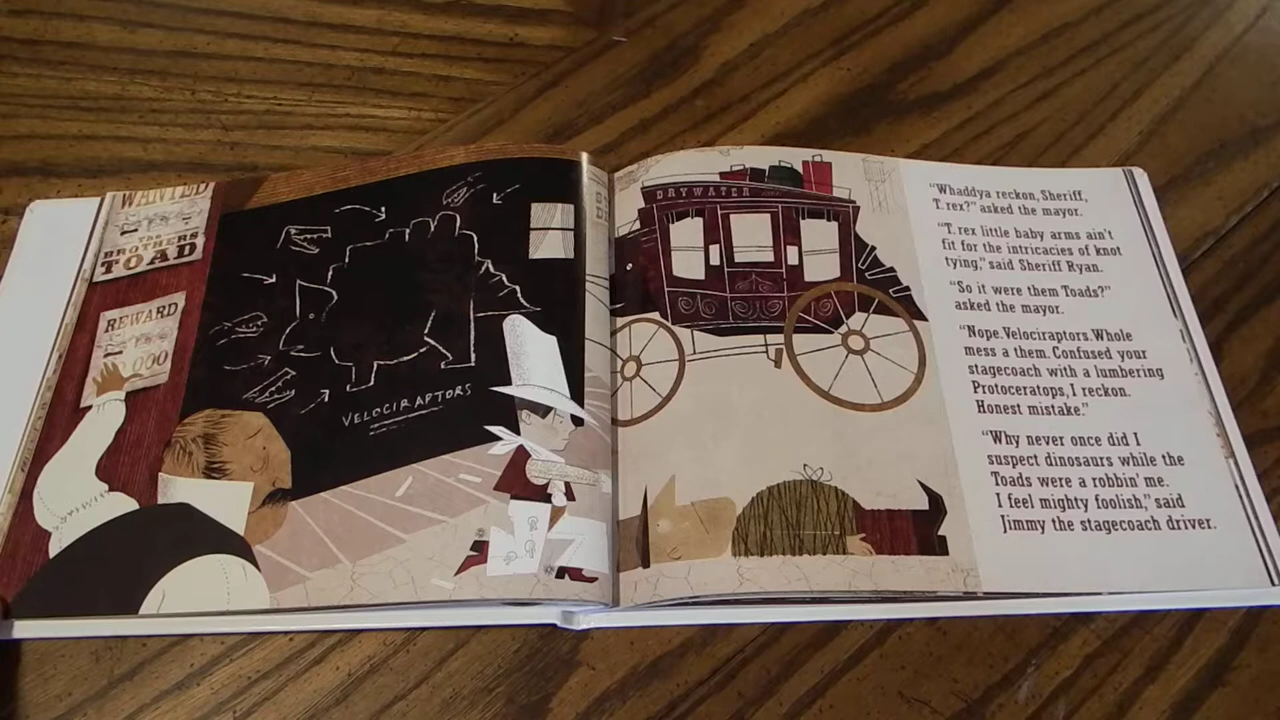 WANTED
THE
BROTHERS
TOAD
REWARD
000
VELOCIRAPTORS
DRYWATER
“Whaddya reckon, Sheriff,
T. rex?” asked the mayor.
“T. rex little baby arms ain’t
fit for the intricacies of knot
tying,” said Sheriff Ryan.
“So it were them Toads?”
asked the mayor.
“Nope. Velociraptors. Whole
mess a them. Confused your
stagecoach with a lumbering
Protoceratops, I reckon.
Honest mistake.”
“Why never once did I
suspect dinosaurs while the
Toads were a robbin’ me.
I feel mighty foolish,” said
Jimmy the stagecoach driver.